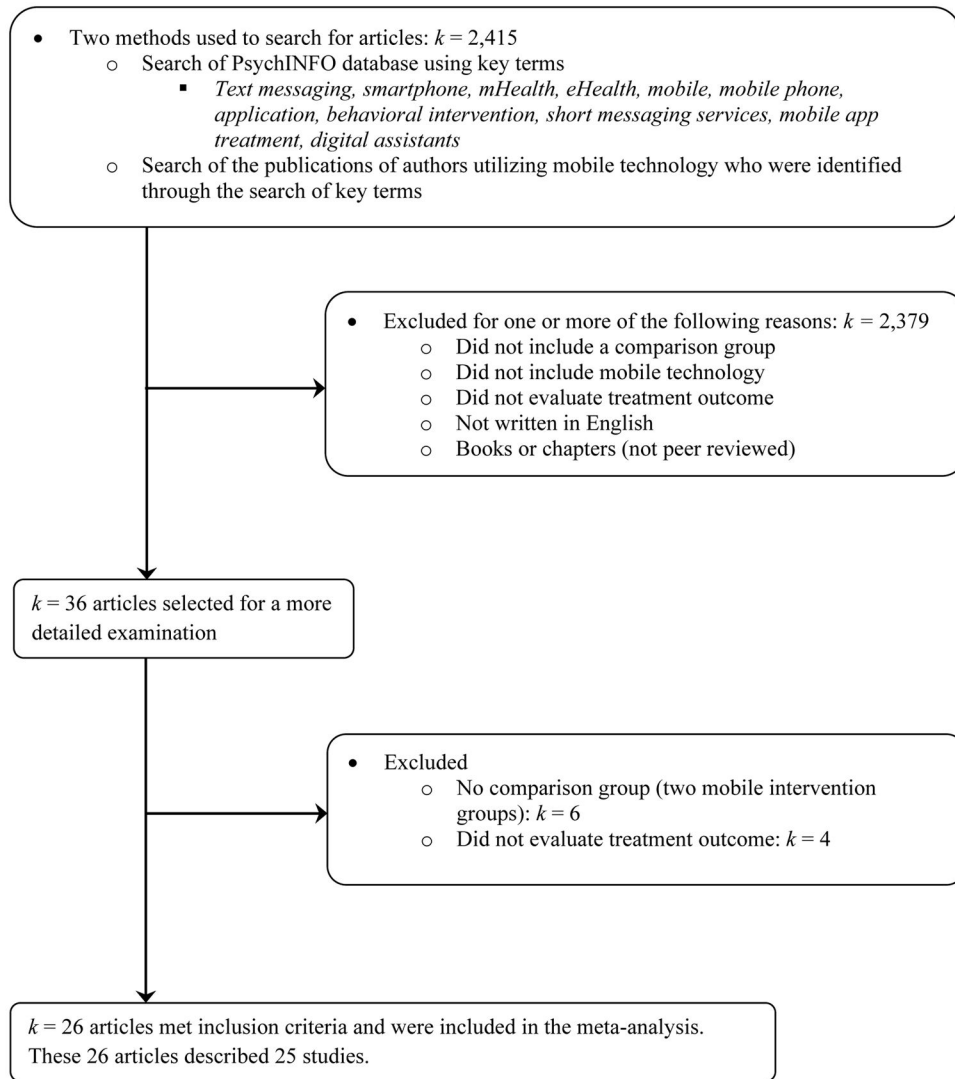 • Two methods used to search for articles: k = 2,415
o Search of PsychINFO database using key terms
▪ Text messaging, smartphone, mHealth, eHealth, mobile, mobile phone,
application, behavioral intervention, short messaging services, mobile app
treatment, digital assistants
o Search of the publications of authors utilizing mobile technology who were identified
through the search of key terms
• Excluded for one or more of the following reasons: k = 2,379
o Did not include a comparison group
o Did not include mobile technology
o Did not evaluate treatment outcome
o Not written in English
o Books or chapters (not peer reviewed)
k = 36 articles selected for a more
detailed examination
• Excluded
o No comparison group (two mobile intervention
groups): k = 6
o Did not evaluate treatment outcome: k = 4
k = 26 articles met inclusion criteria and were included in the meta-analysis.
These 26 articles described 25 studies.